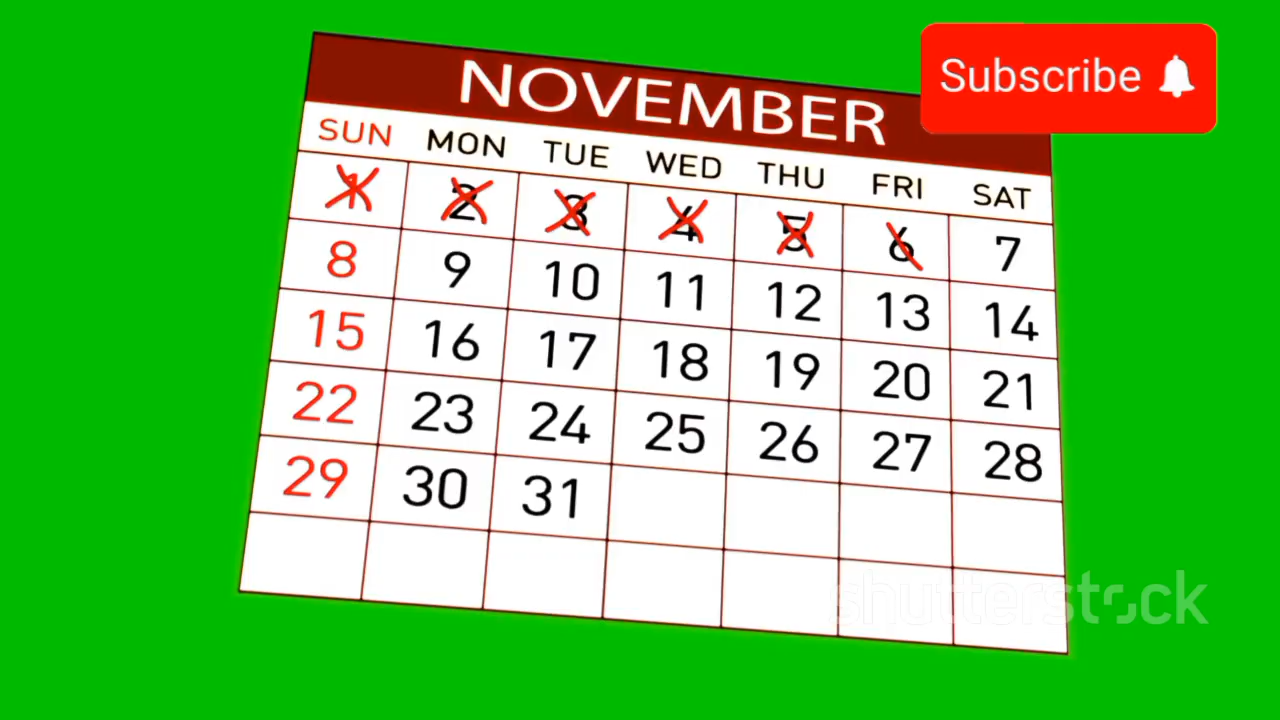 NOVEMBER
Subscribe
SUN MON TUE WED THU FRI SAT
1 2 3 4 5 6 7
8 9 10 11 12 13 14
15 16 17 18 19 20 21
22 23 24 25 26 27 28
29 30 31
shutterstock